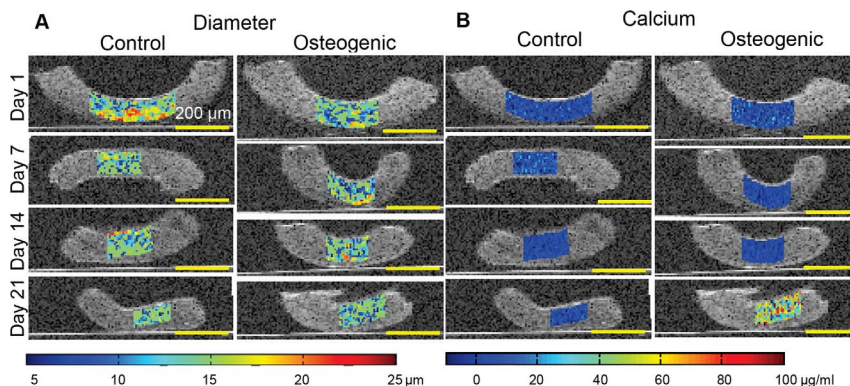 A Diameter
Control Osteogenic
B Calcium
Control Osteogenic
Day 1
200 µm
Day 7
Day 14
Day 21
5 10 15 20 25 µm
0 20 40 60 80 100 µg/ml